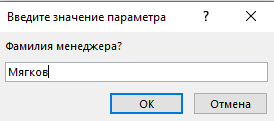 Введите значение параметра ? ×
Фамилия менеджера?
Мягков
ОК Отмена